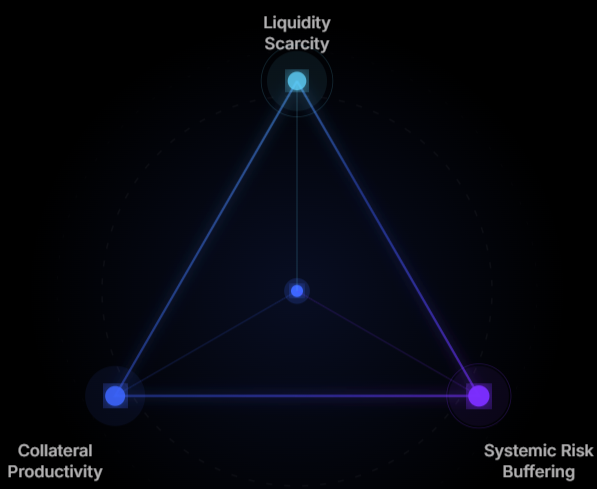 Liquidity
Scarcity
Collateral
Productivity
Systemic Risk
Buffering